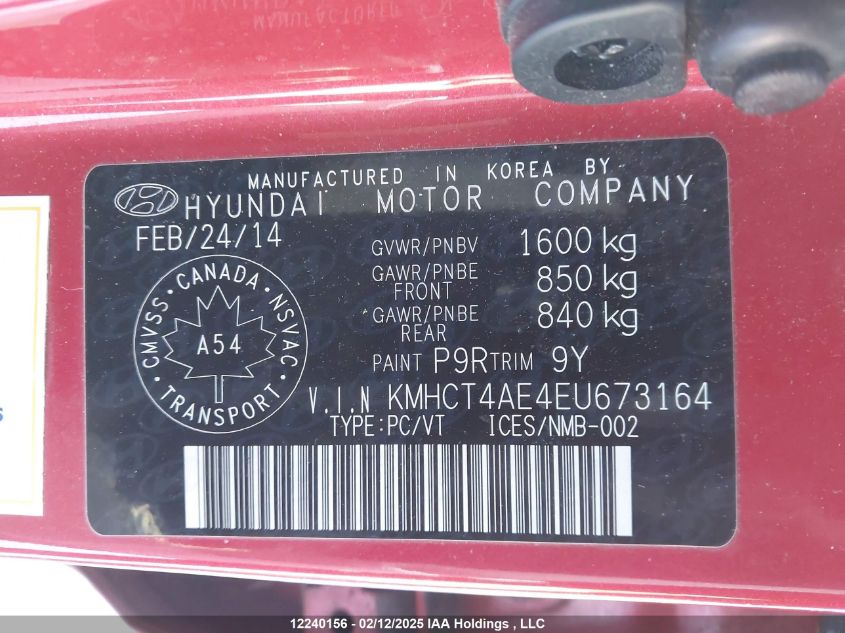 MANUFACTURED IN KOREA BY
HYUNDAI MOTOR COMPANY
FEB/24/14
GVWR/PNBV 1600 kg
GAWR/PNBE FRONT 850 kg
GAWR/PNBE REAR 840 kg
CMVSS · CANADA · NSVAC
A54
TRANSPORT
PAINT P9R TRIM 9Y
V.I.N KMHCT4AE4EU673164
TYPE:PC/VT ICES/NMB-002
12240156 - 02/12/2025 IAA Holdings , LLC